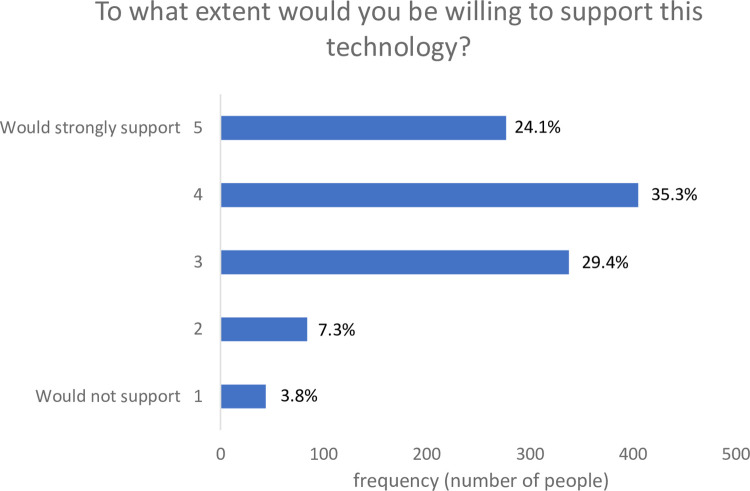 To what extent would you be willing to support this
technology?
Would strongly support 5 24.1%
4 35.3%
3 29.4%
2 7.3%
Would not support 1 3.8%
0 100 200 300 400 500
frequency (number of people)